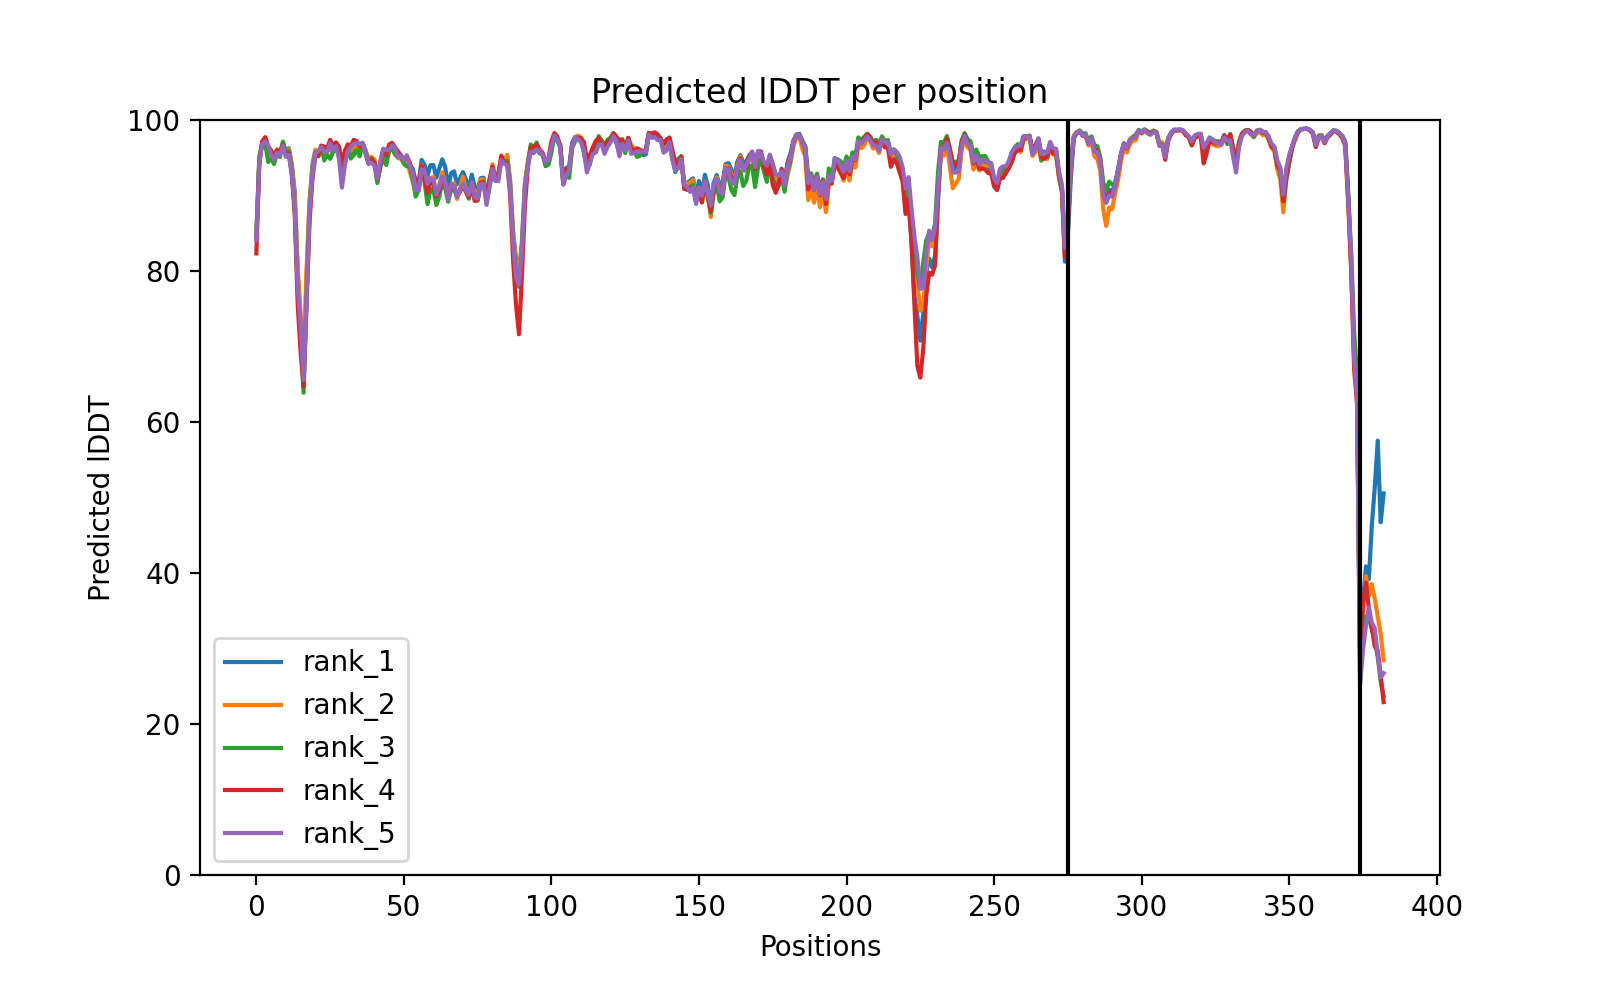 Predicted lDDT per position
100
80
60
40
20
0
Predicted lDDT
rank_1
rank_2
rank_3
rank_4
rank_5
0 50 100 150 200 250 300 350 400
Positions